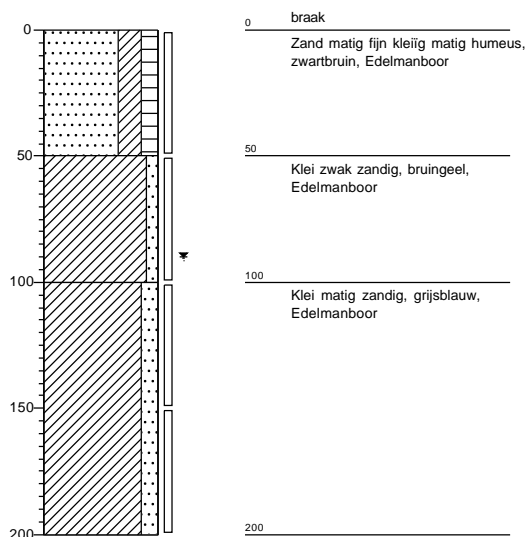 0
50
100
150
200
0
braak
Zand matig fijn kleiïg matig humeus,
zwartbruin, Edelmanboor
50
Klei zwak zandig, bruingeel,
Edelmanboor
100
Klei matig zandig, grijsblauw,
Edelmanboor
200